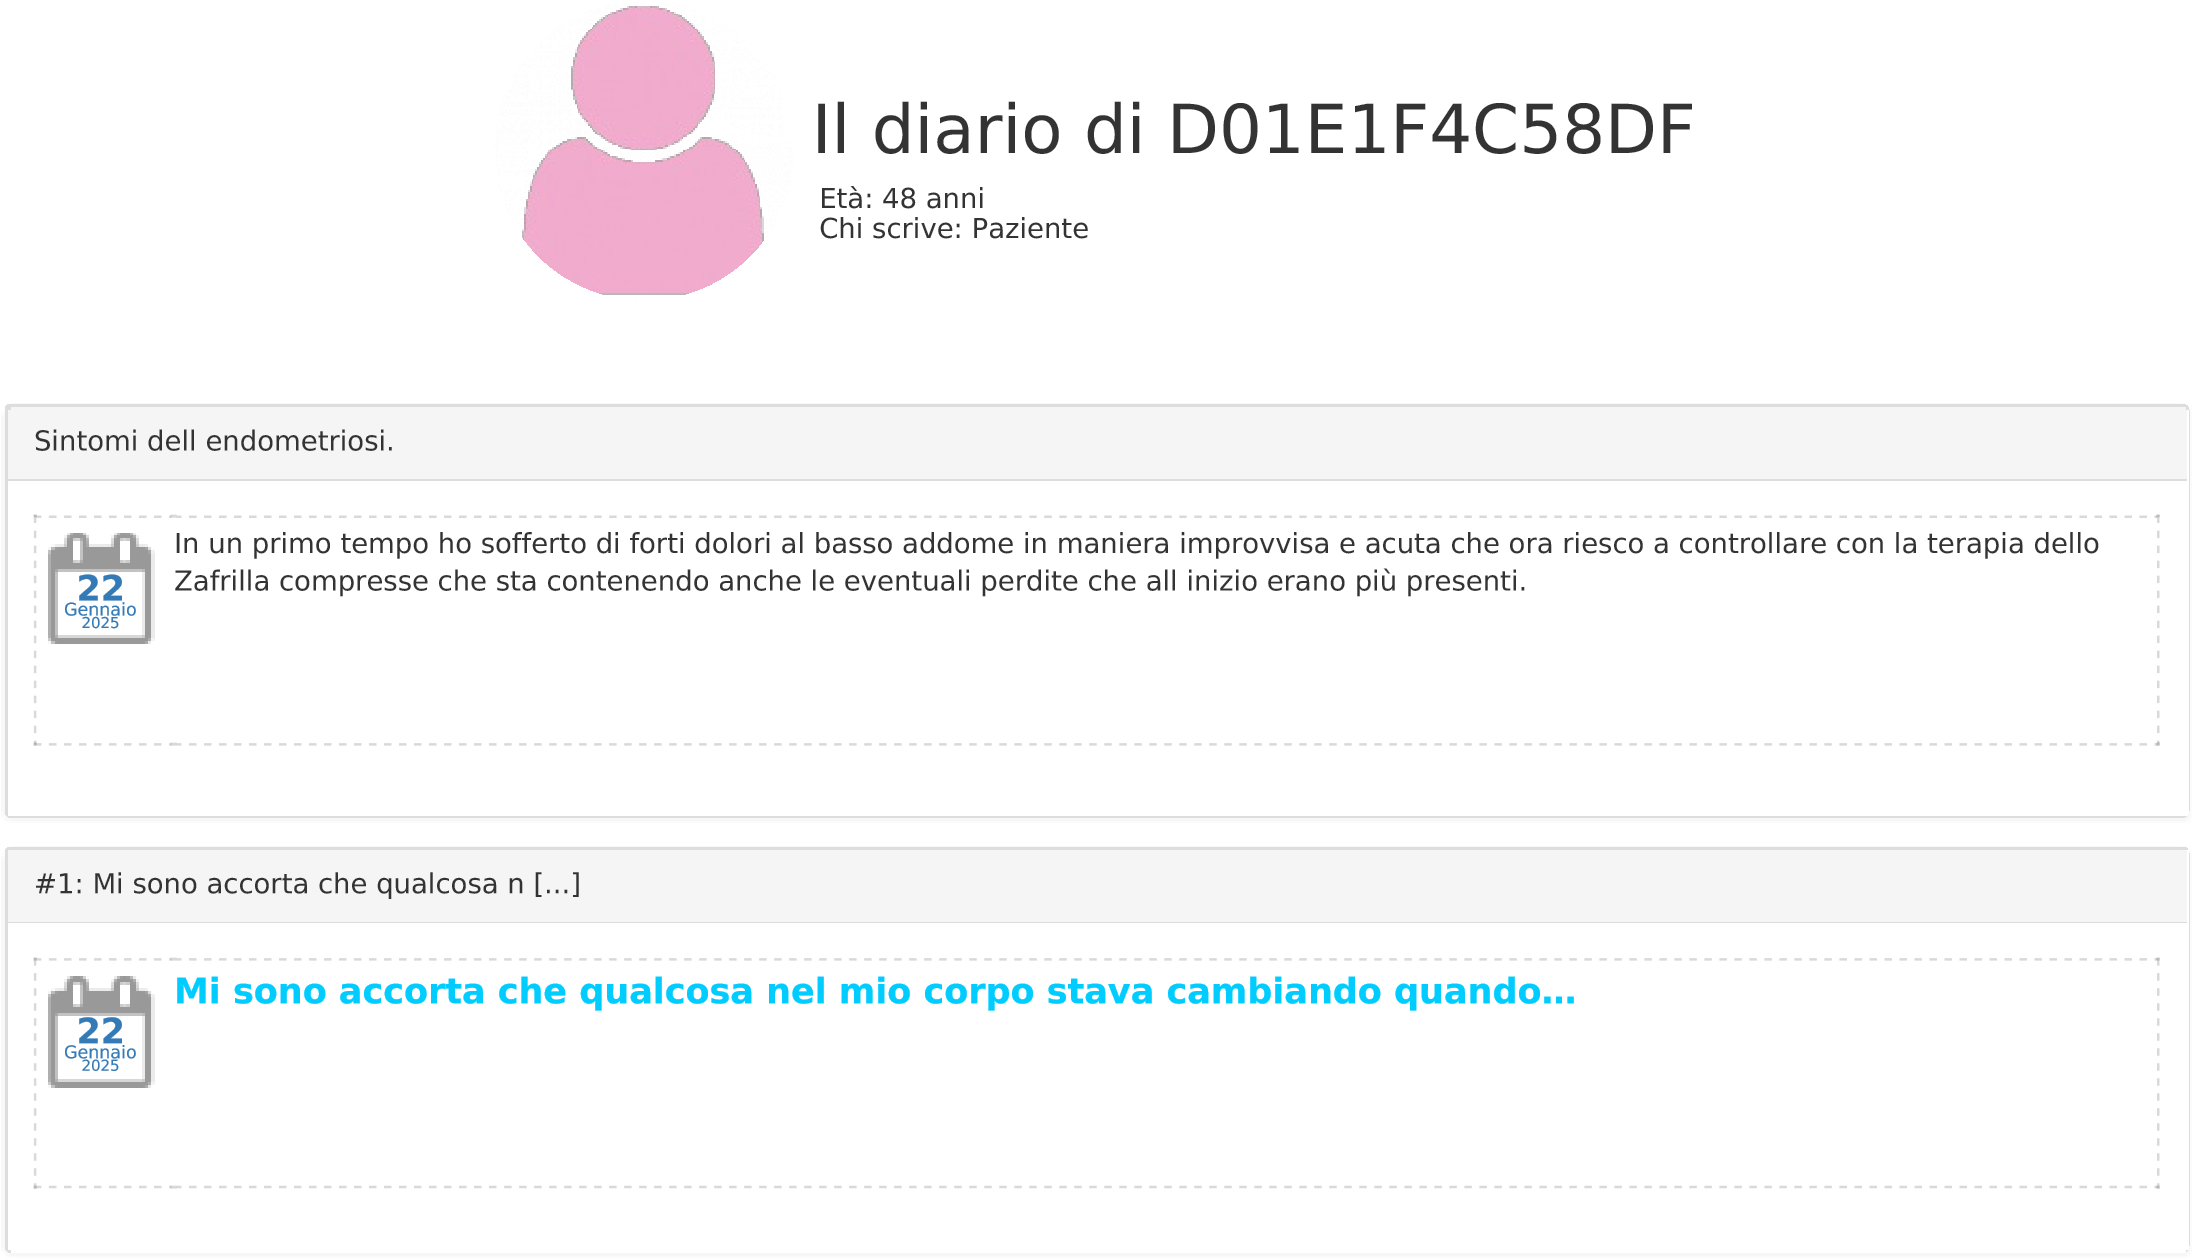 Il diario di D01E1F4C58DF
Età: 48 anni
Chi scrive: Paziente
Sintomi dell endometriosi.
22
Gennaio
2025
In un primo tempo ho sofferto di forti dolori al basso addome in maniera improvvisa e acuta che ora riesco a controllare con la terapia dello
Zafrilla compresse che sta contenendo anche le eventuali perdite che all inizio erano più presenti.
#1: Mi sono accorta che qualcosa n [...]
22
Gennaio
2025
Mi sono accorta che qualcosa nel mio corpo stava cambiando quando...